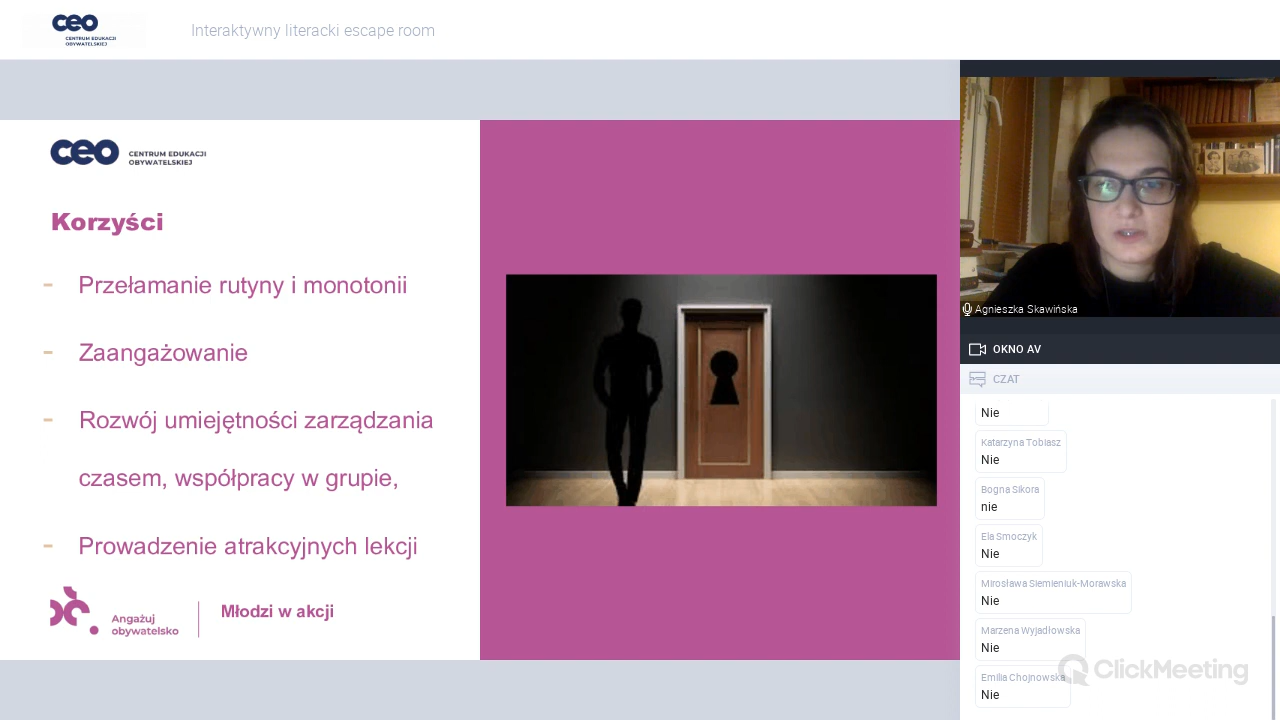 ceo
CENTRUM EDUKACJI
OBYWATELSKIEJ
Interaktywny literacki escape room
ceo
CENTRUM EDUKACJI
OBYWATELSKIEJ
Korzyści
- Przełamanie rutyny i monotonii
- Zaangażowanie
- Rozwój umiejętności zarządzania
czasem, współpracy w grupie,
- Prowadzenie atrakcyjnych lekcji
Angażuj
obywatelsko
Młodzi w akcji
Agnieszka Skawińska
OKNO AV
CZAT
Nie
Katarzyna Tobiasz
Nie
Bogna Sikora
nie
Ela Smoczyk
Nie
Mirosława Siemieniuk-Morawska
Nie
Marzena Wyjadłowska
Nie
Emilia Chojnowska
Nie
ClickMeeting